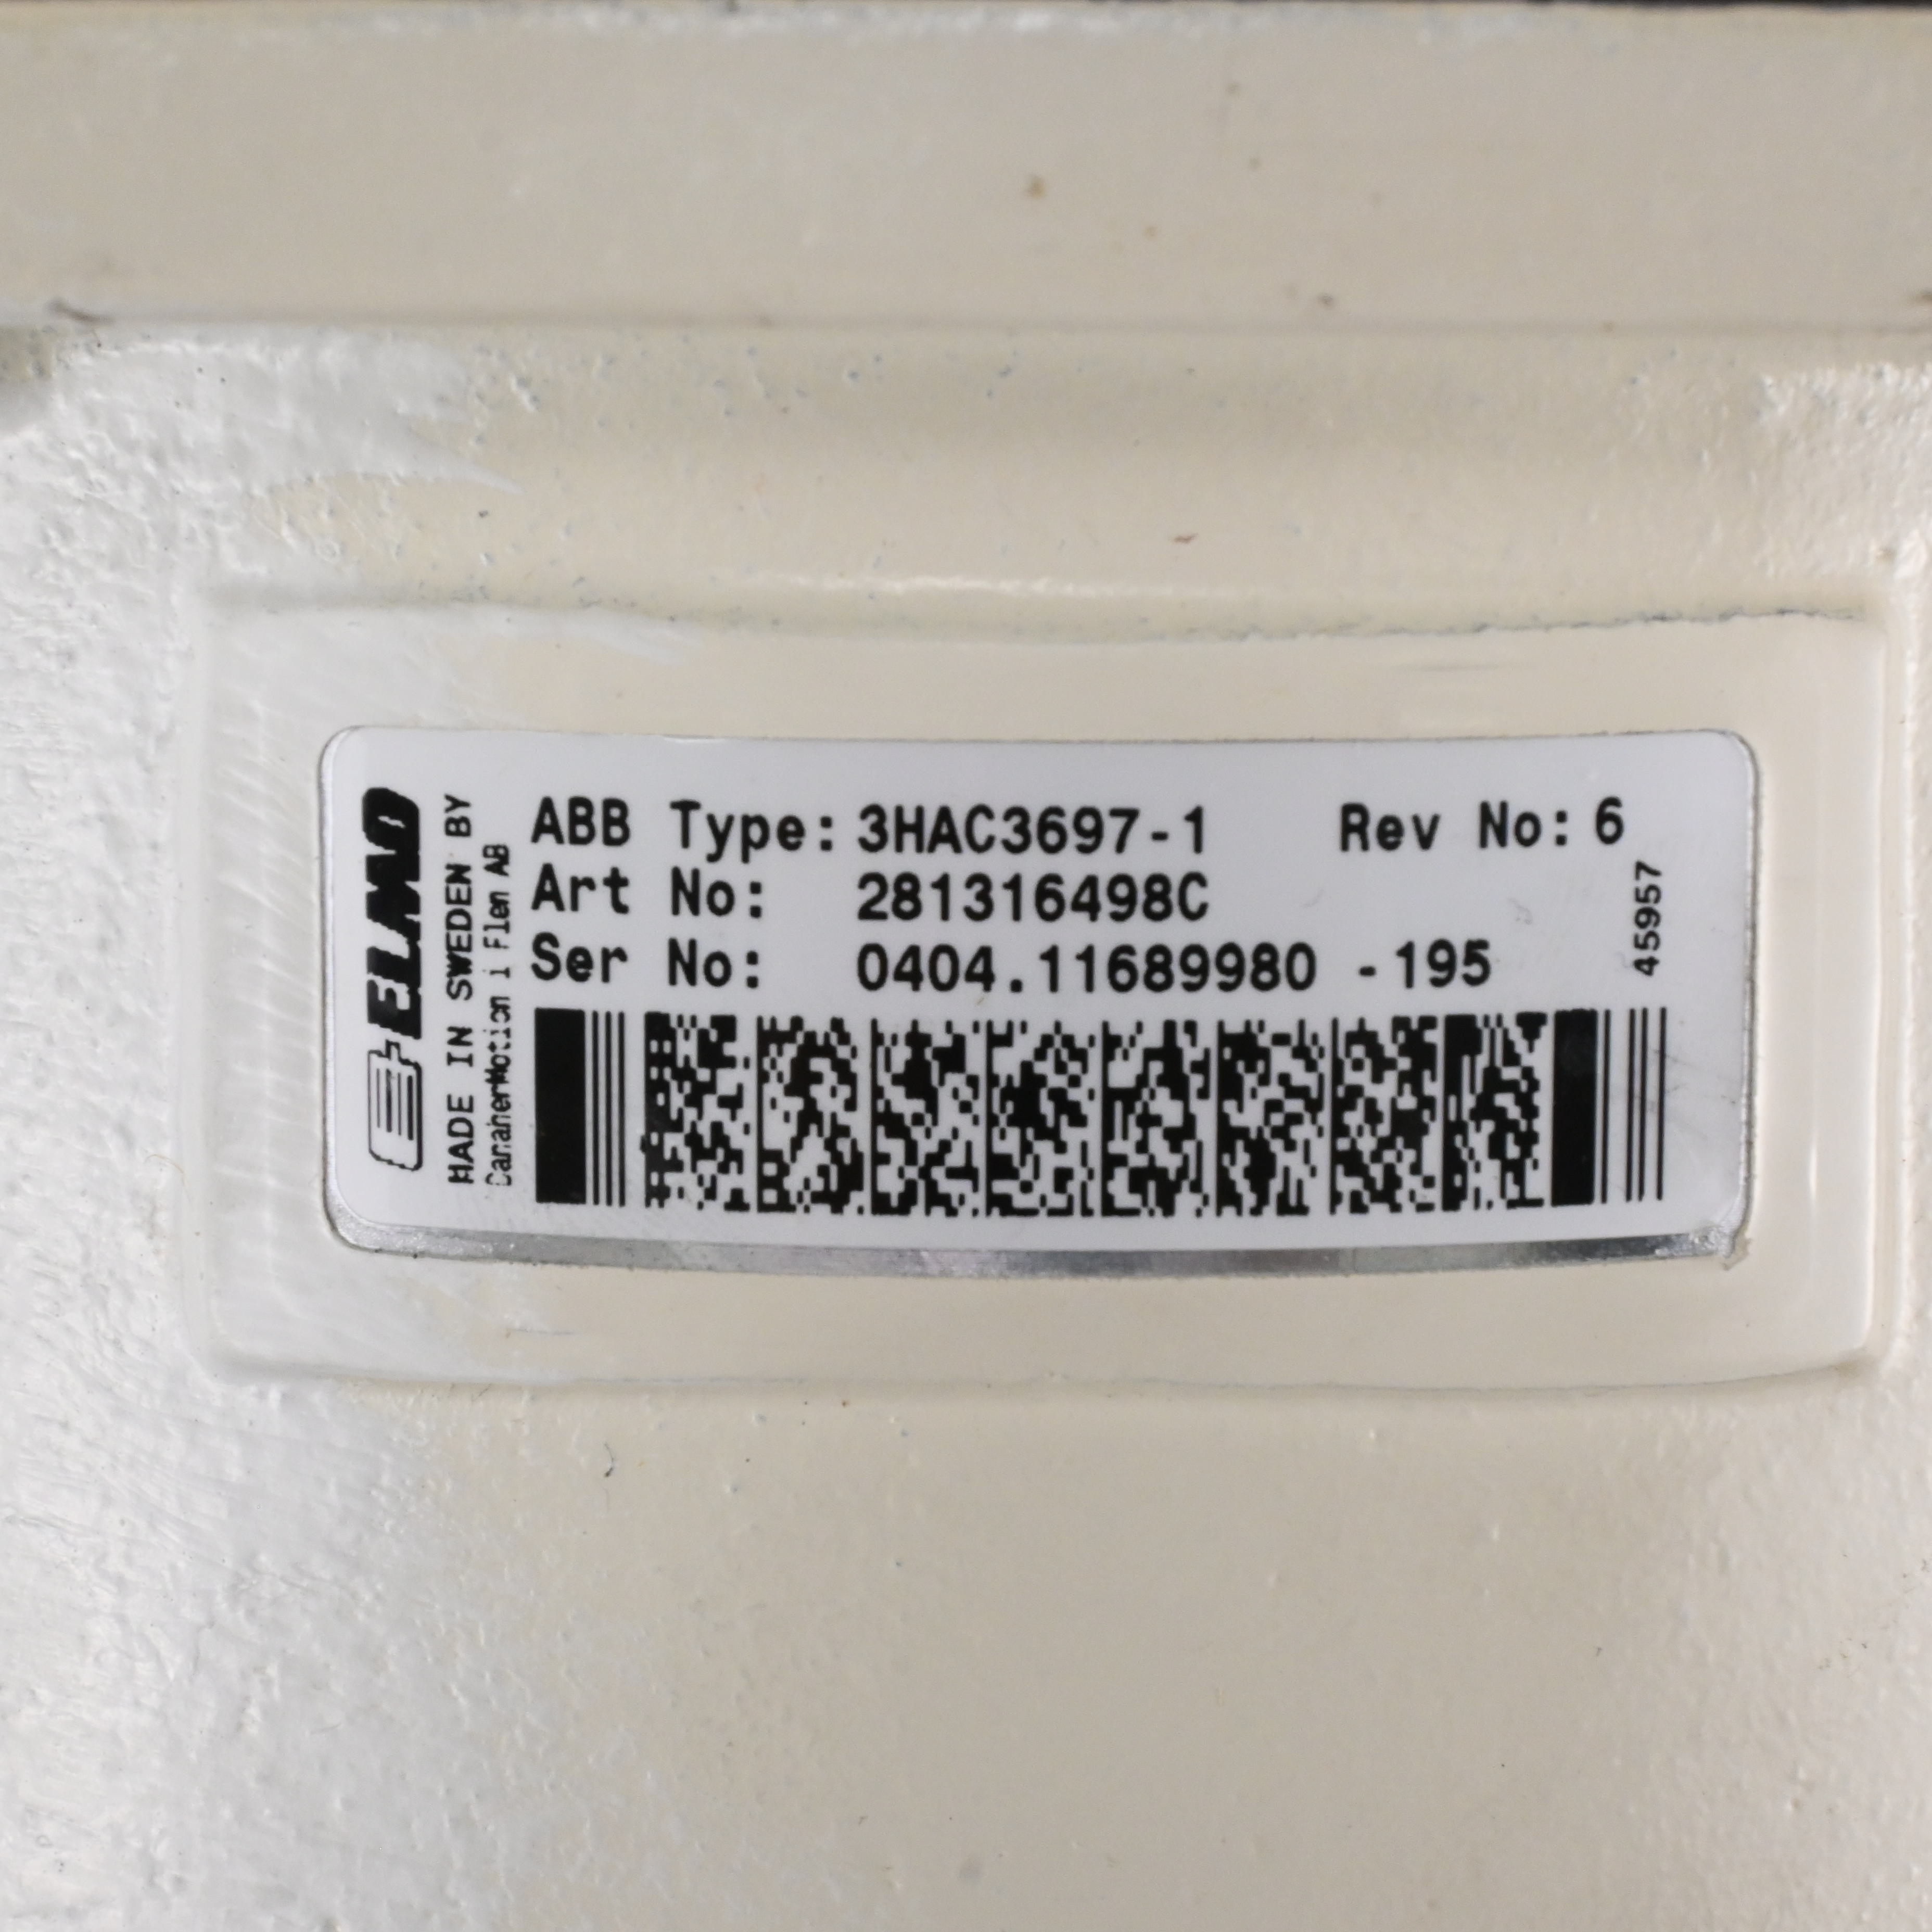 ELMO
MADE IN SWEDEN BY
DanaherMotion i Flen AB
ABB Type: 3HAC3697-1 Rev No: 6
Art No: 281316498C
Ser No: 0404.11689980 -195
45957